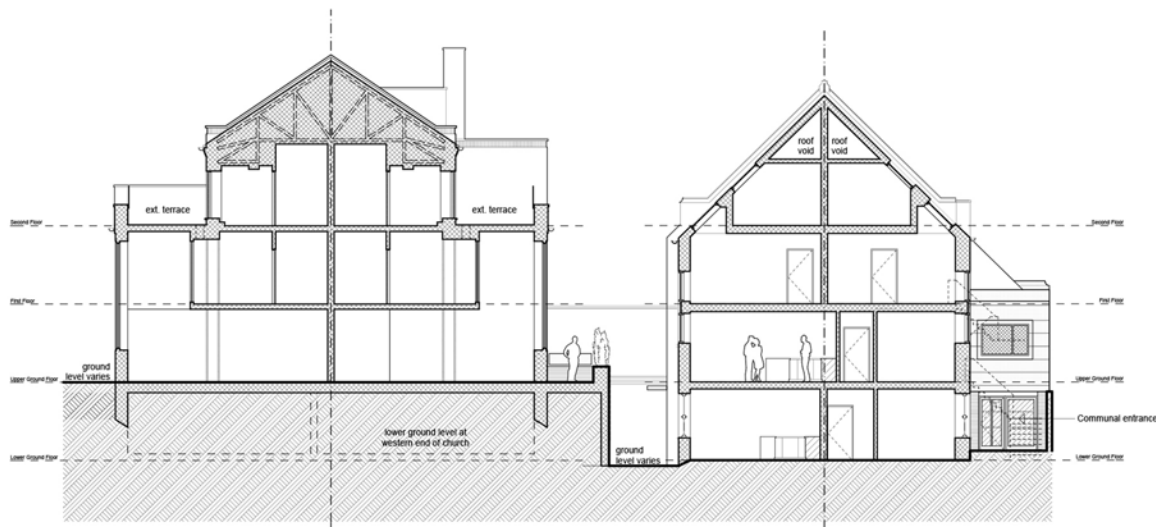 roof
void
roof
void
ext. terrace
ext. terrace
Second Floor
Second Floor
First Floor
First Floor
ground
level varies
Upper Ground Floor
Upper Ground Floor
Communal entrance
lower ground level at
western end of church
ground
level varies
Lower Ground Floor
Lower Ground Floor